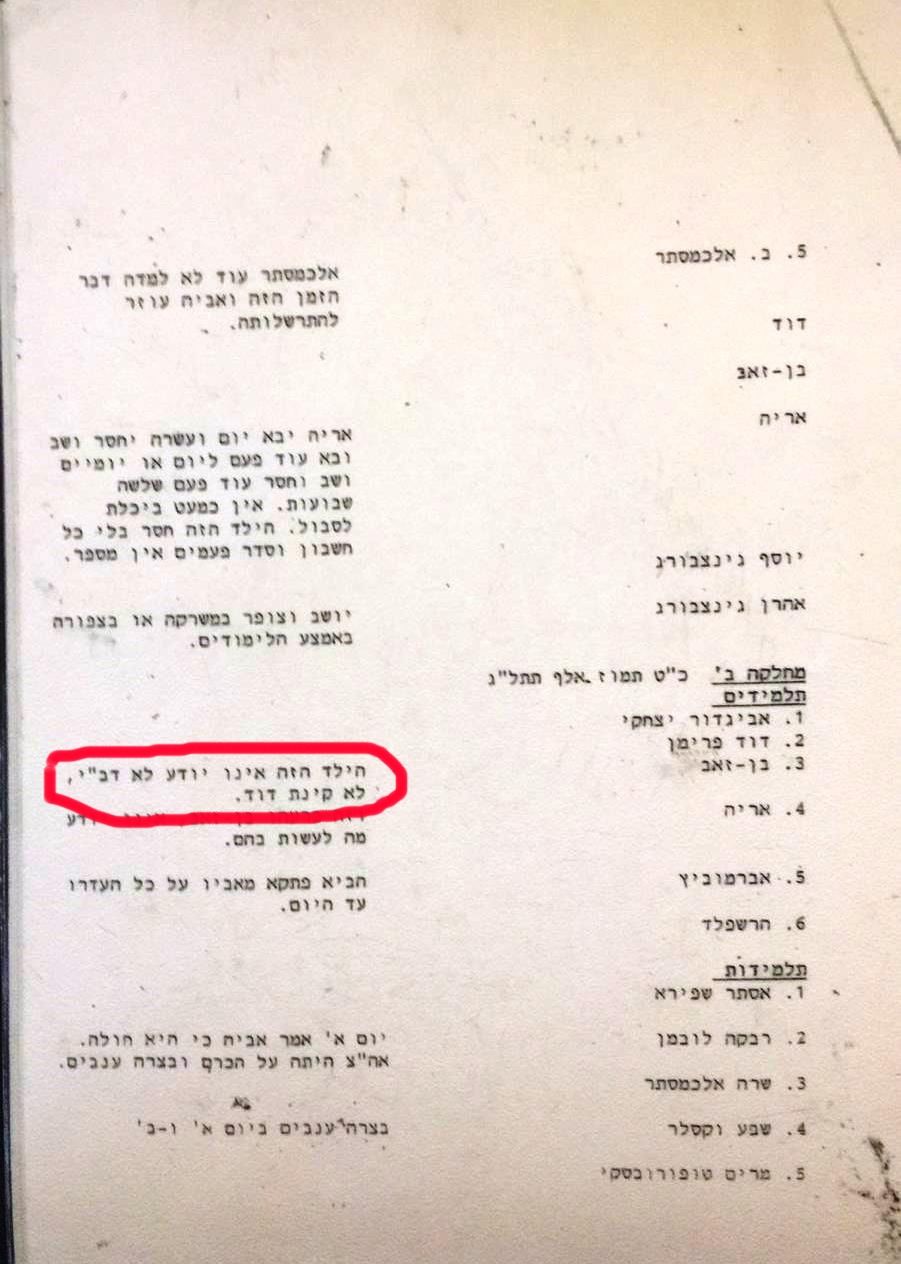 5. ב. אלכמסתר
אלכמסתר עוד לא למדה דבר
הזמן הזה ואביה עוזר
להתרשלותה.
דוד
בן-זאב
אריה
אריה יבא יום ועשרה יחסר ושב
ובא עוד פעם ליום או יומיים
ושב וחסר עוד פעם שלשה
שבועות. אין כמעט ביכלת
לסבול. הילד הזה חסר בלי כל
חשבון וסדר פעמים אין מספר.
יוסף גינצבורג
אהרן גינצבורג
יושב וצופר במשרקה או בצפורה
באמצע הלימודים.
מחלקה ב' כ"ט תמוז אלף תתל"ג
תלמידים
1. אביגדור יצחקי
2. דוד פרימן
3. בן-זאב
הילד הזה אינו יודע לא דב"י,
לא קינת דוד.
4. אריה
מה לעשות בהם.
5. אברמוביץ
הביא פתקא מאביו על כל העדרו
עד היום.
6. הרשפלד
תלמידות
1. אסתר שפירא
2. רבקה לובמן
יום א' אמר אביה כי היא חולה.
אה"צ היתה על הכרם ובצרה ענבים.
3. שרה אלכמסתר
4. שבע וקסלר
בצרה ענבים ביום א' ו-ב'
5. מרים טופורובסקי